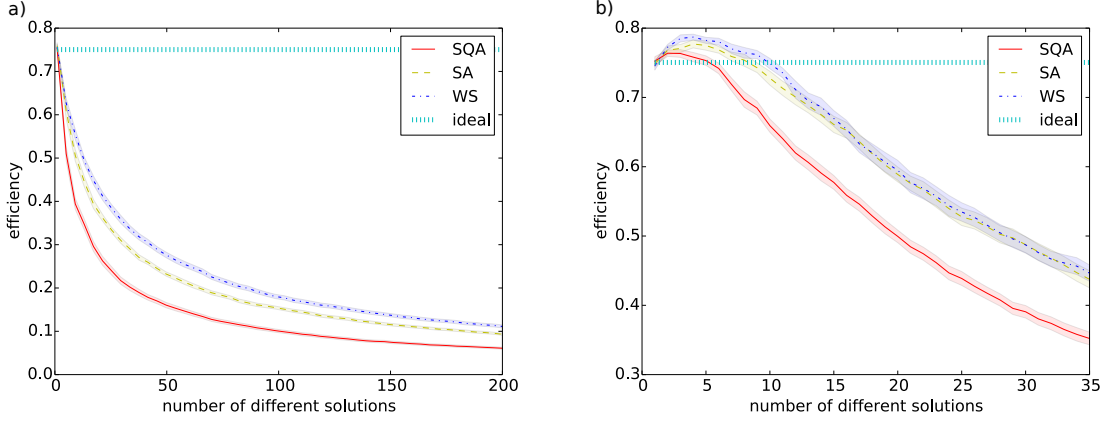 a)
0.8
0.7
0.6
0.5
0.4
0.3
0.2
0.1
0.0
efficiency
0
50
100
150
200
number of different solutions
SQA
SA
WS
ideal
b)
0.8
0.7
0.6
0.5
0.4
0.3
efficiency
0
5
10
15
20
25
30
35
number of different solutions
SQA
SA
WS
ideal